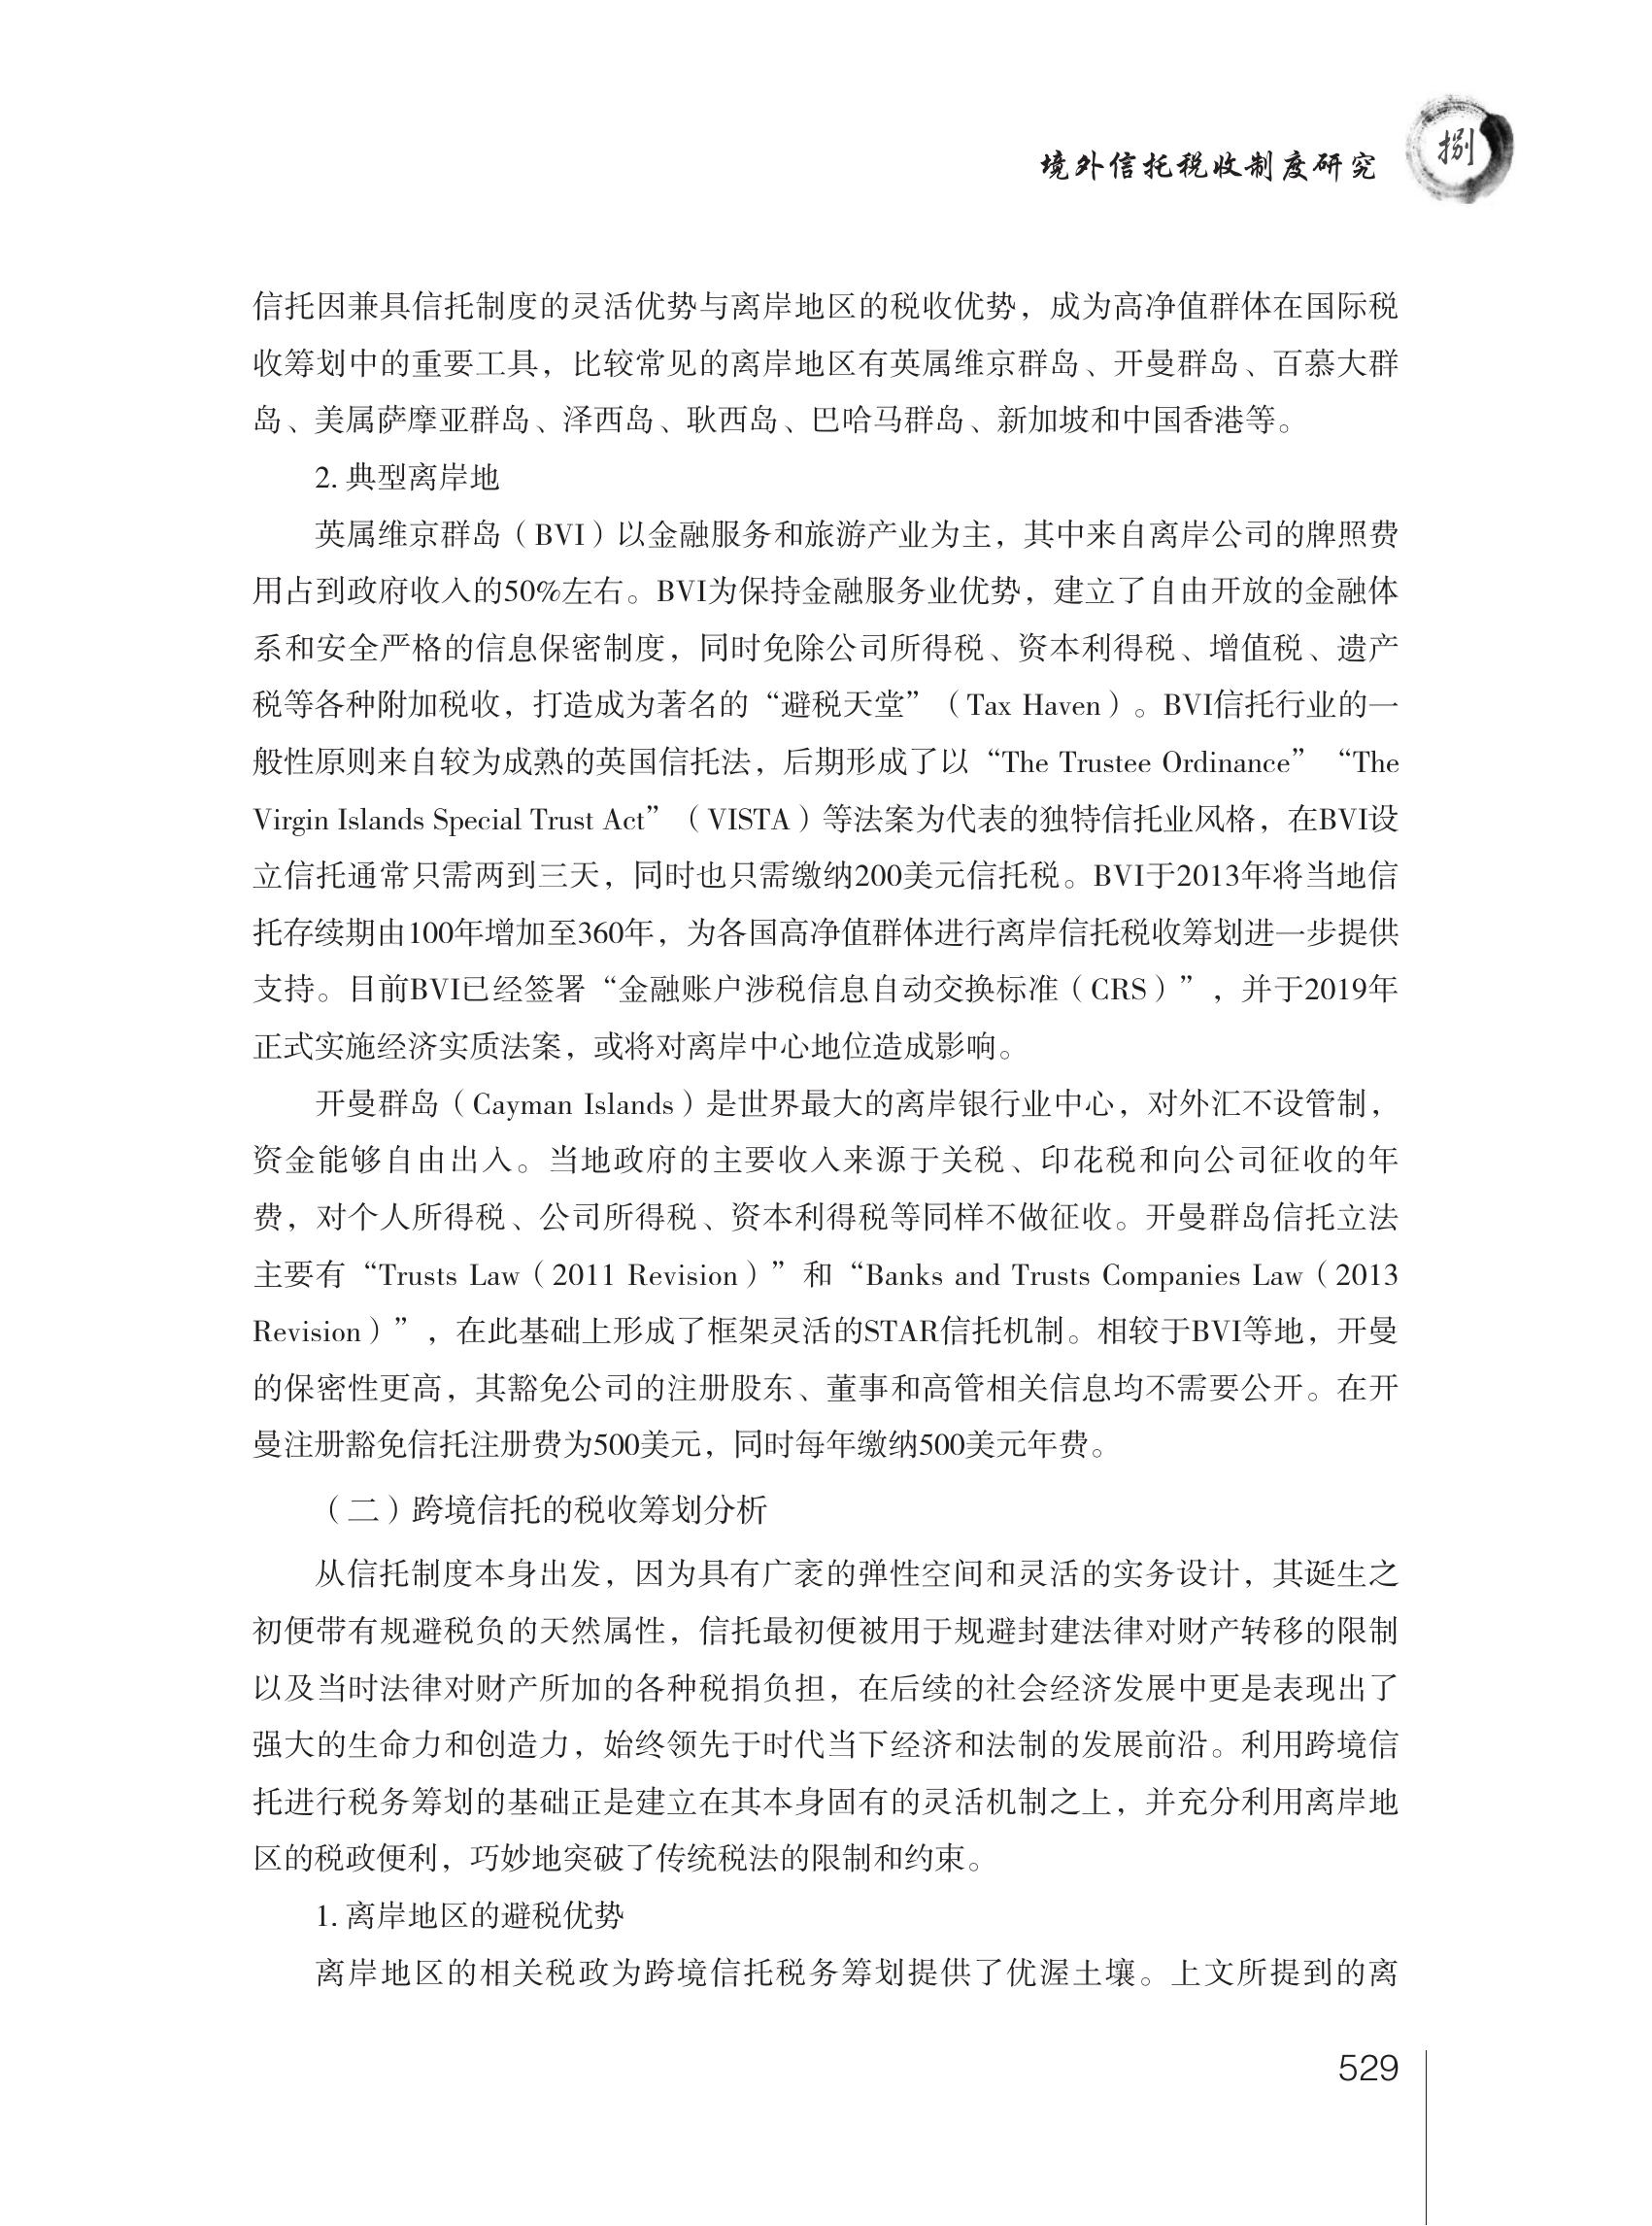 境外信托税收制度研究
捌
信托因兼具信托制度的灵活优势与离岸地区的税收优势，成为高净值群体在国际税
收筹划中的重要工具，比较常见的离岸地区有英属维京群岛、开曼群岛、百慕大群
岛、美属萨摩亚群岛、泽西岛、耿西岛、巴哈马群岛、新加坡和中国香港等。
2. 典型离岸地
英属维京群岛（BVI）以金融服务和旅游产业为主，其中来自离岸公司的牌照费
用占到政府收入的50%左右。BVI为保持金融服务业优势，建立了自由开放的金融体
系和安全严格的信息保密制度，同时免除公司所得税、资本利得税、增值税、遗产
税等各种附加税收，打造成为著名的“避税天堂”（Tax Haven）。BVI信托行业的一
般性原则来自较为成熟的英国信托法，后期形成了以“The Trustee Ordinance”“The
Virgin Islands Special Trust Act”（VISTA）等法案为代表的独特信托业风格，在BVI设
立信托通常只需两到三天，同时也只需缴纳200美元信托税。BVI于2013年将当地信
托存续期由100年增加至360年，为各国高净值群体进行离岸信托税收筹划进一步提供
支持。目前BVI已经签署“金融账户涉税信息自动交换标准（CRS）”，并于2019年
正式实施经济实质法案，或将对离岸中心地位造成影响。
开曼群岛（Cayman Islands）是世界最大的离岸银行业中心，对外汇不设管制，
资金能够自由出入。当地政府的主要收入来源于关税、印花税和向公司征收的年
费，对个人所得税、公司所得税、资本利得税等同样不做征收。开曼群岛信托立法
主要有“Trusts Law（2011 Revision）”和“Banks and Trusts Companies Law（2013
Revision）”，在此基础上形成了框架灵活的STAR信托机制。相较于BVI等地，开曼
的保密性更高，其豁免公司的注册股东、董事和高管相关信息均不需要公开。在开
曼注册豁免信托注册费为500美元，同时每年缴纳500美元年费。
（二）跨境信托的税收筹划分析
从信托制度本身出发，因为具有广袤的弹性空间和灵活的实务设计，其诞生之
初便带有规避税负的天然属性，信托最初便被用于规避封建法律对财产转移的限制
以及当时法律对财产所加的各种税捐负担，在后续的社会经济发展中更是表现出了
强大的生命力和创造力，始终领先于时代当下经济和法制的发展前沿。利用跨境信
托进行税务筹划的基础正是建立在其本身固有的灵活机制之上，并充分利用离岸地
区的税政便利，巧妙地突破了传统税法的限制和约束。
1. 离岸地区的避税优势
离岸地区的相关税政为跨境信托税务筹划提供了优渥土壤。上文所提到的离
529